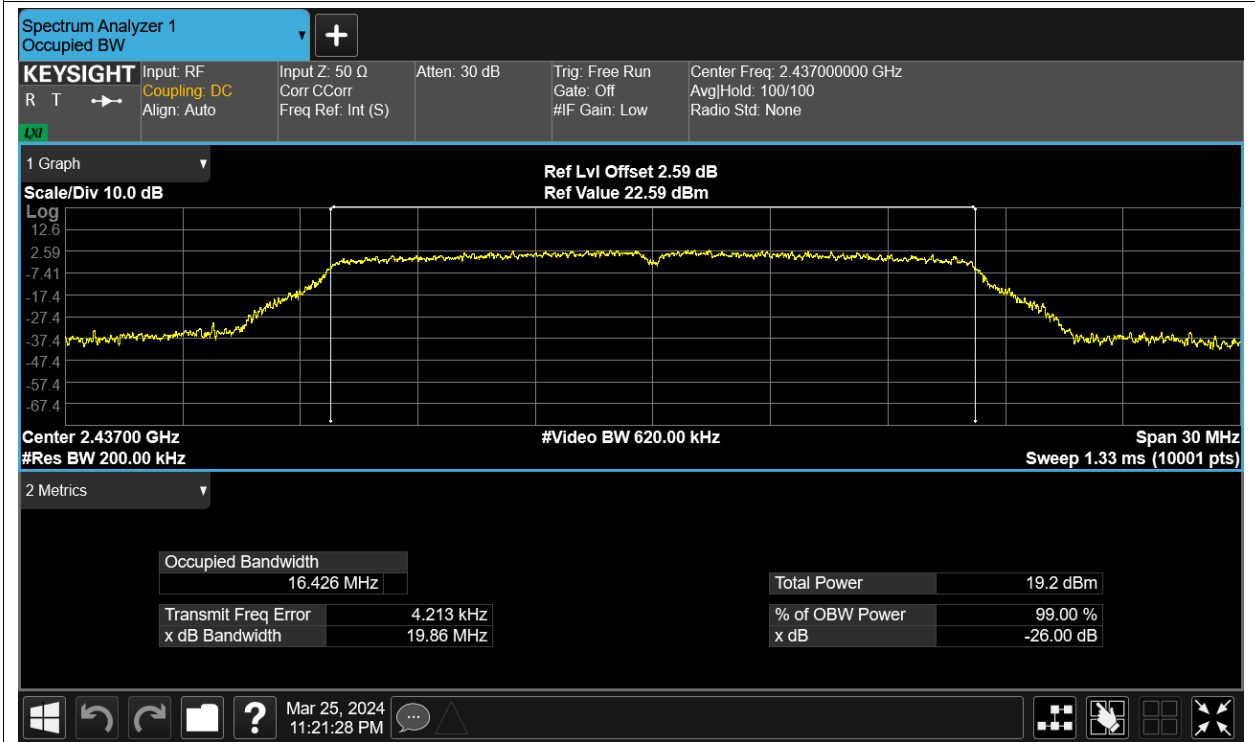 Spectrum Analyzer 1
Occupied BW
KEYSIGHT
R T
LXI
Input: RF
Coupling: DC
Align: Auto
Input Z: 50 Ω
Corr CCorr
Freq Ref: Int (S)
Atten: 30 dB
Trig: Free Run
Gate: Off
#IF Gain: Low
Center Freq: 2.437000000 GHz
Avg|Hold: 100/100
Radio Std: None
1 Graph
Scale/Div 10.0 dB
Ref Lvl Offset 2.59 dB
Ref Value 22.59 dBm
Log
12.6
2.59
-7.41
-17.4
-27.4
-37.4
-47.4
-57.4
-67.4
Center 2.43700 GHz
#Video BW 620.00 kHz
Span 30 MHz
#Res BW 200.00 kHz
Sweep 1.33 ms (10001 pts)
2 Metrics
Occupied Bandwidth
16.426 MHz
Total Power 19.2 dBm
Transmit Freq Error 4.213 kHz
% of OBW Power 99.00 %
x dB Bandwidth 19.86 MHz
x dB -26.00 dB
?
Mar 25, 2024
11:21:28 PM